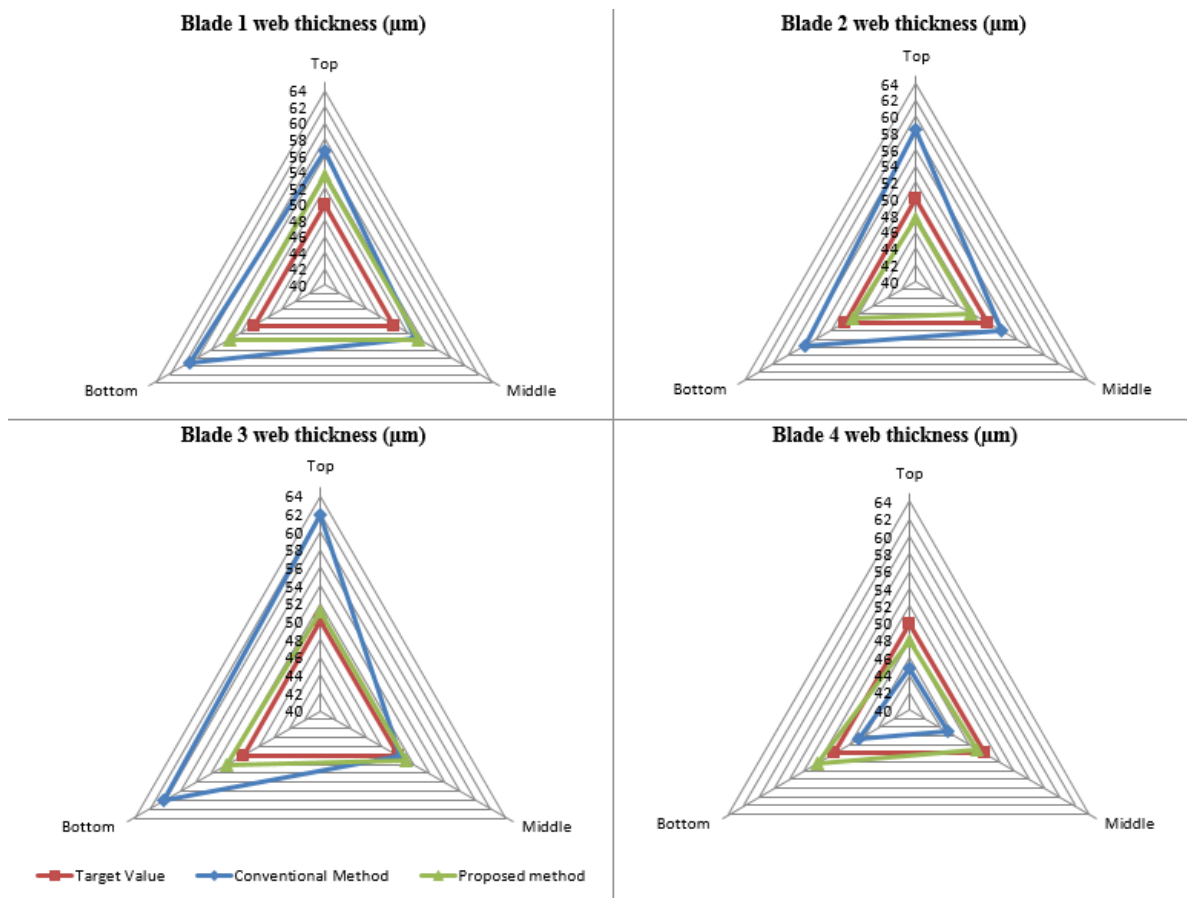 Blade 1 web thickness (µm)
Top
64
62
60
58
56
54
52
50
48
46
44
42
40
Bottom
Middle
Blade 2 web thickness (µm)
Top
64
62
60
58
56
54
52
50
48
46
44
42
40
Bottom
Middle
Blade 3 web thickness (µm)
Top
64
62
60
58
56
54
52
50
48
46
44
42
40
Bottom
Middle
Blade 4 web thickness (µm)
Top
64
62
60
58
56
54
52
50
48
46
44
42
40
Bottom
Middle
Target Value
Conventional Method
Proposed method